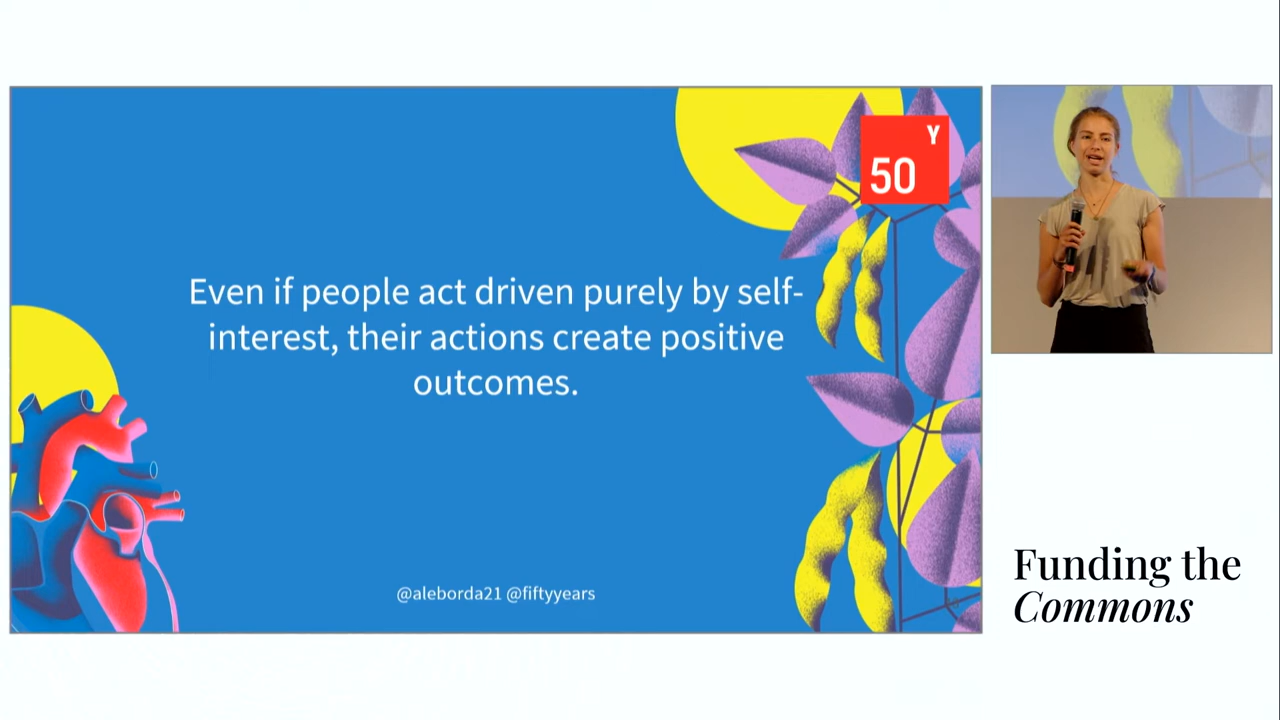 Y
50
Even if people act driven purely by self-
interest, their actions create positive
outcomes.
@aleborda21 @fiftyyears
Funding the
Commons